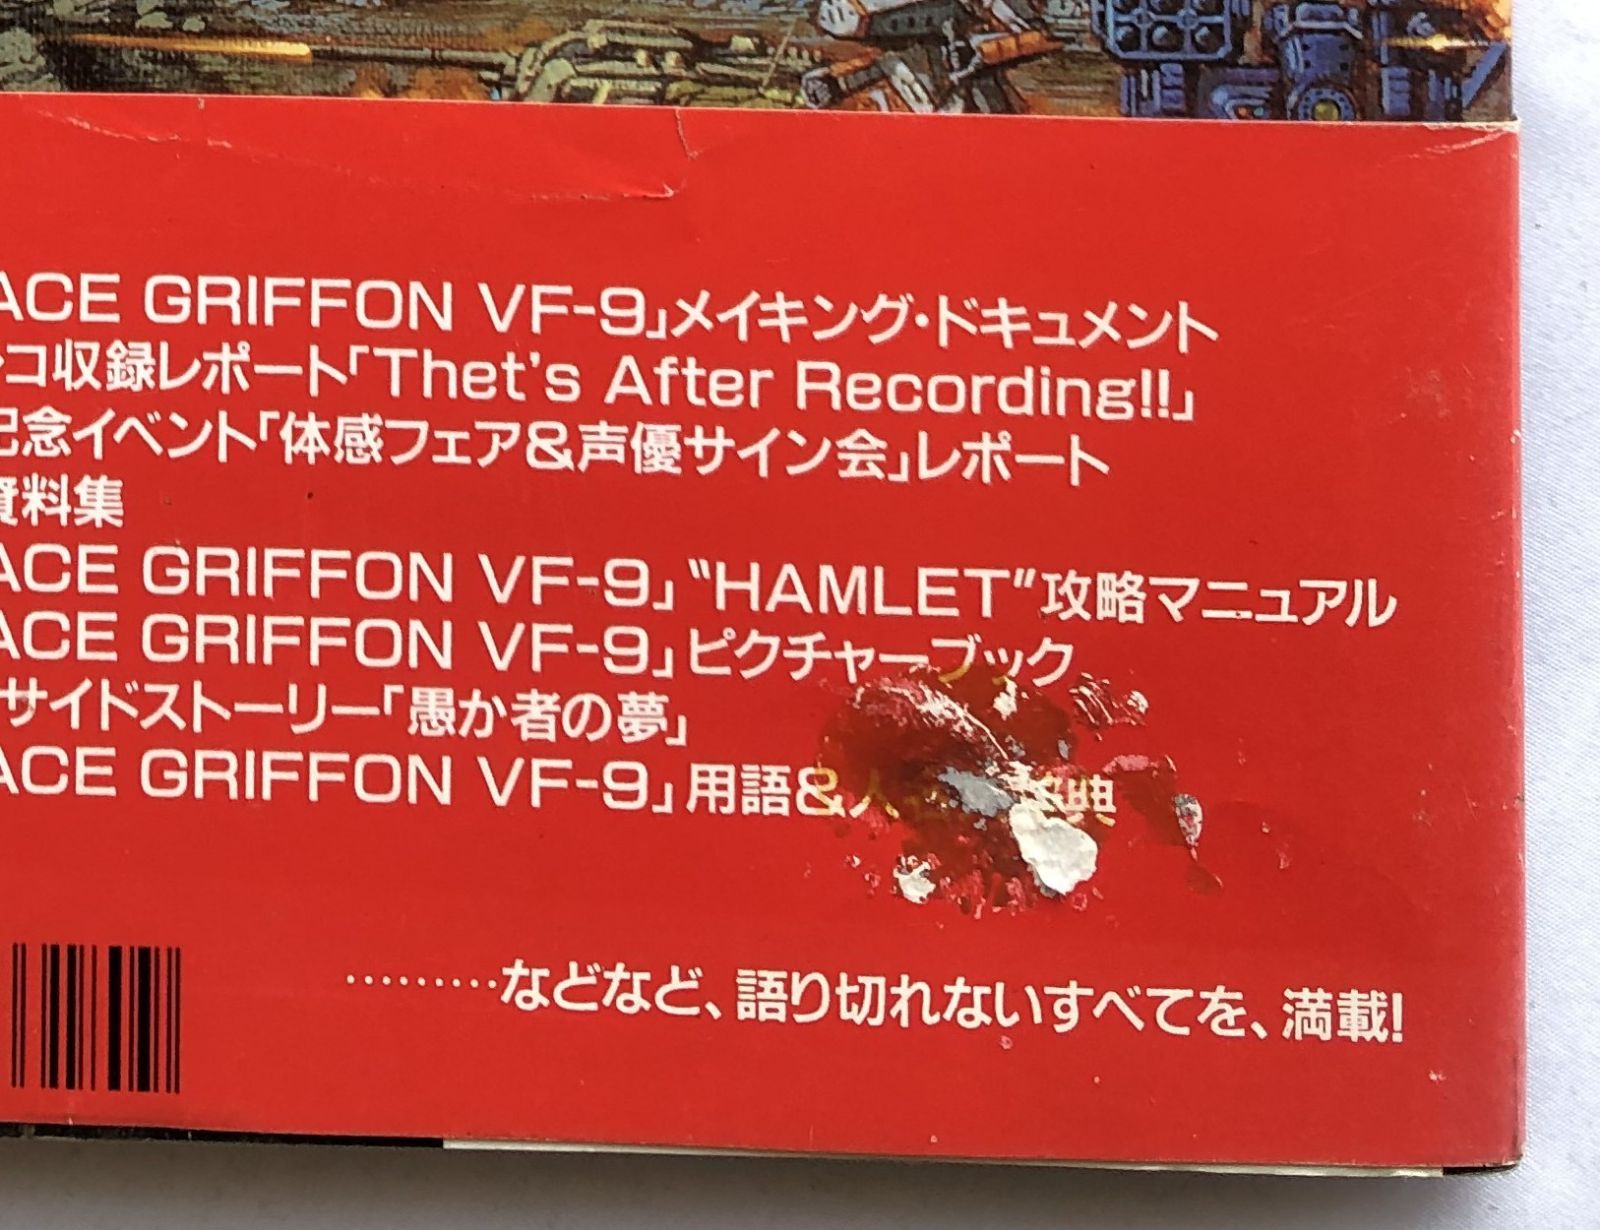 ACE GRIFFON VF-9」メイキング・ドキュメント
コ収録レポート「Thet's After Recording!!」
記念イベント「体感フェア&声優サイン会」レポート
資料集
ACE GRIFFON VF-9」“HAMLET”攻略マニュアル
ACE GRIFFON VF-9」ピクチャーブック
サイドストーリー「愚か者の夢」
ACE GRIFFON VF-9」用語&人 典
………などなど、語り切れないすべてを、満載!